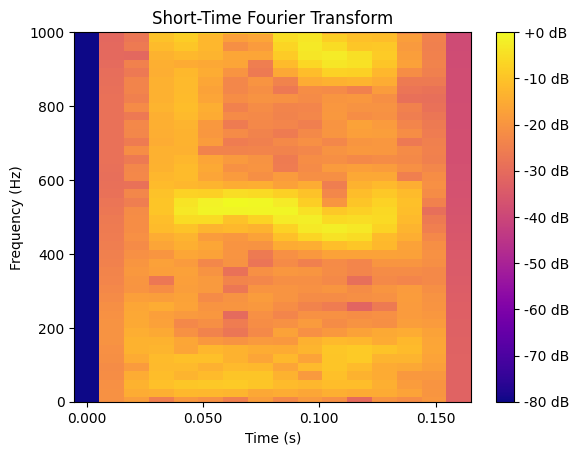 Short-Time Fourier Transform
1000
800
600
400
200
0
Frequency (Hz)
0.000
0.050
0.100
0.150
Time (s)
+0 dB
-10 dB
-20 dB
-30 dB
-40 dB
-50 dB
-60 dB
-70 dB
-80 dB